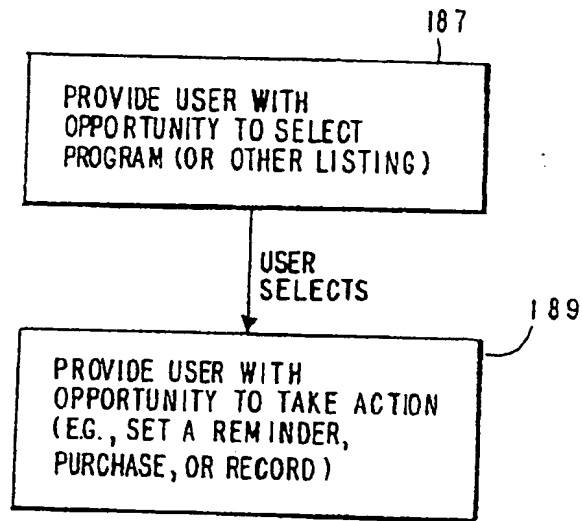 187
PROVIDE USER WITH
OPPORTUNITY TO SELECT
PROGRAM (OR OTHER LISTING)
USER
SELECTS
189
PROVIDE USER WITH
OPPORTUNITY TO TAKE ACTION
(E.G., SET A REMINDER,
PURCHASE, OR RECORD)